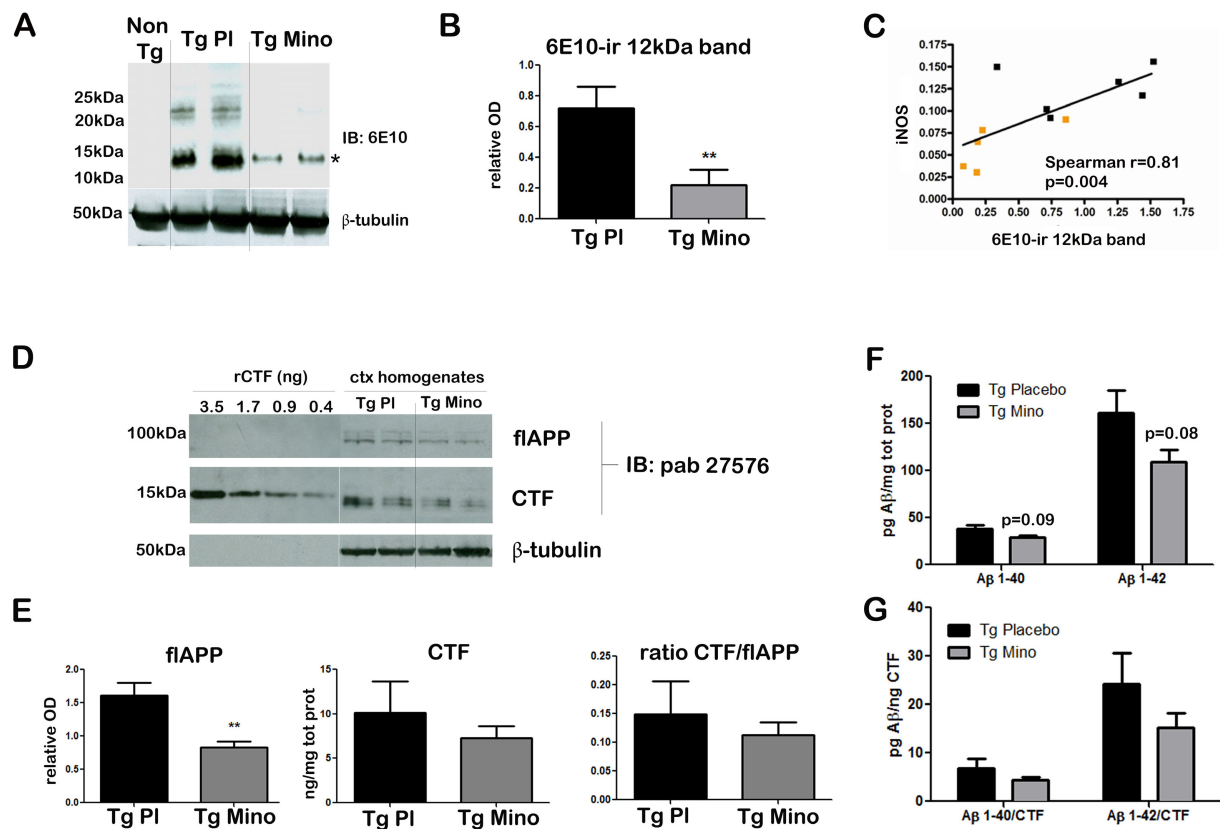 A
Non
Tg
Tg Pl
Tg Mino
25kDa
20kDa
15kDa
10kDa
50kDa
IB: 6E10
*
β-tubulin
B
6E10-ir 12kDa band
relative OD
1.0
0.8
0.6
0.4
0.2
0.0
**
Tg Pl
Tg Mino
C
iNOS
0.175
0.150
0.125
0.100
0.075
0.050
0.025
0.000
Spearman r=0.81
p=0.004
0.00 0.25 0.50 0.75 1.00 1.25 1.50 1.75
6E10-ir 12kDa band
D
rCTF (ng)
ctx homogenates
3.5 1.7 0.9 0.4
Tg Pl
Tg Mino
100kDa
15kDa
50kDa
flAPP
CTF
β-tubulin
IB: pab 27576
E
flAPP
relative OD
2.0
1.5
1.0
0.5
0.0
**
Tg Pl
Tg Mino
CTF
ng/mg tot prot
15
10
5
0
Tg Pl
Tg Mino
ratio CTF/flAPP
0.25
0.20
0.15
0.10
0.05
0.00
Tg Pl
Tg Mino
F
pg Aβ/mg tot prot
200
150
100
50
0
Tg Placebo
Tg Mino
p=0.09
p=0.08
Aβ 1-40
Aβ 1-42
G
pg Aβ/ng CTF
40
30
20
10
0
Tg Placebo
Tg Mino
Aβ 1-40/CTF
Aβ 1-42/CTF